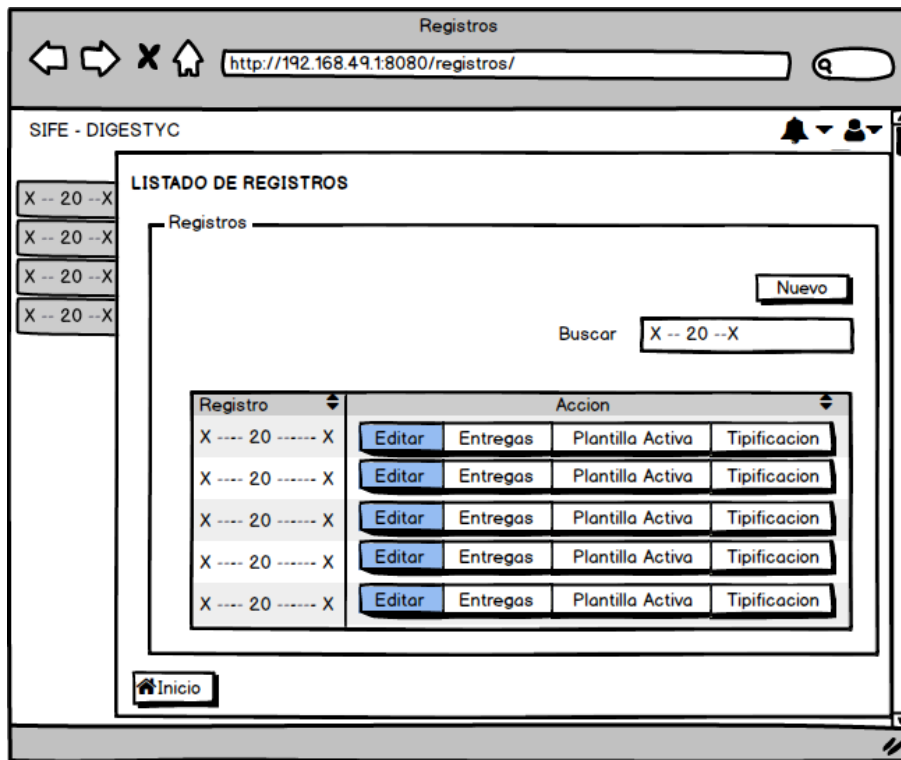 Registros
http://192.168.49.1:8080/registros/
SIFE - DIGESTYC
X -- 20 --X
X -- 20 --X
X -- 20 --X
X -- 20 --X
LISTADO DE REGISTROS
Registros
Nuevo
Buscar X -- 20 --X
Registro Accion
X ---- 20 ------ X Editar Entregas Plantilla Activa Tipificacion
X ---- 20 ------ X Editar Entregas Plantilla Activa Tipificacion
X ---- 20 ------ X Editar Entregas Plantilla Activa Tipificacion
X ---- 20 ------ X Editar Entregas Plantilla Activa Tipificacion
X ---- 20 ------ X Editar Entregas Plantilla Activa Tipificacion
Inicio